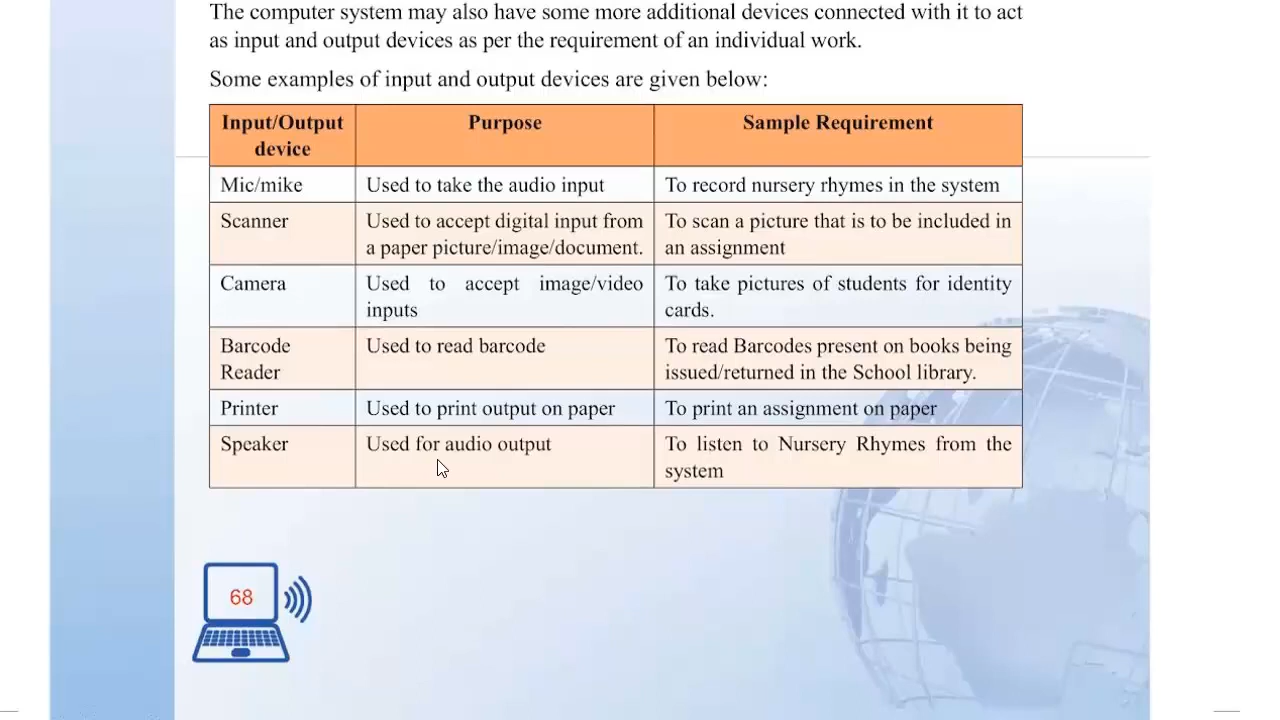 The computer system may also have some more additional devices connected with it to act
as input and output devices as per the requirement of an individual work.
Some examples of input and output devices are given below:
Input/Output
device
Purpose
Sample Requirement
Mic/mike
Used to take the audio input
To record nursery rhymes in the system
Scanner
Used to accept digital input from
a paper picture/image/document.
To scan a picture that is to be included in
an assignment
Camera
Used to accept image/video
inputs
To take pictures of students for identity
cards.
Barcode
Reader
Used to read barcode
To read Barcodes present on books being
issued/returned in the School library.
Printer
Used to print output on paper
To print an assignment on paper
Speaker
Used for audio output
To listen to Nursery Rhymes from the
system
68